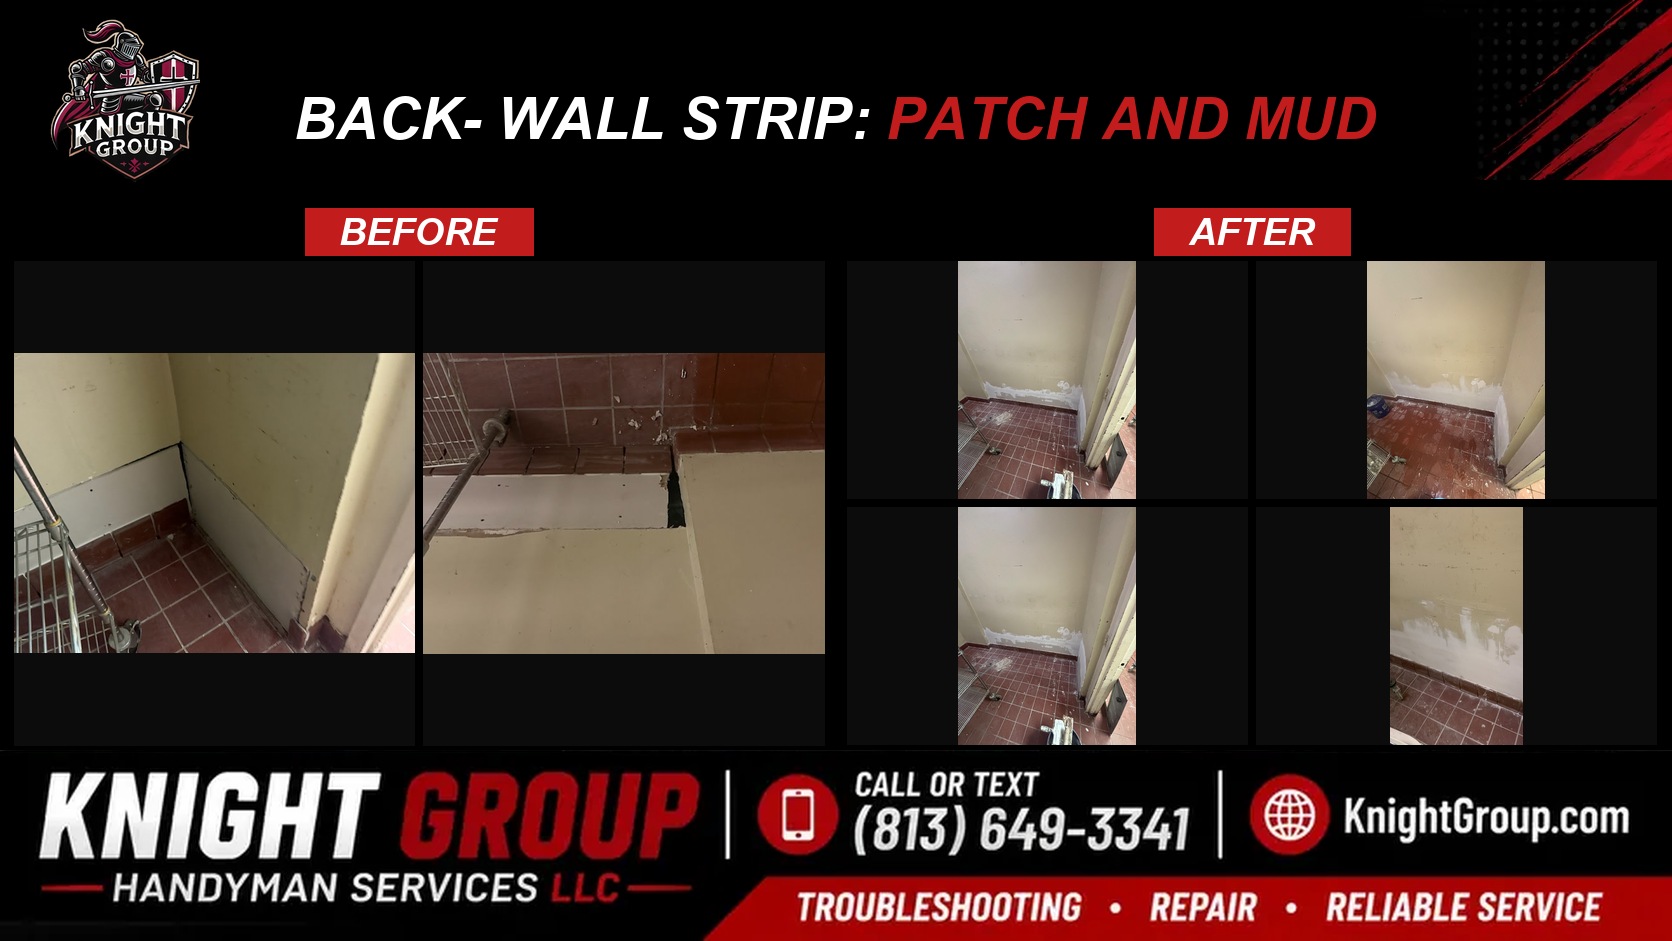 KNIGHT
GROUP
BACK- WALL STRIP: PATCH AND MUD
BEFORE
AFTER
KNIGHT GROUP
HANDYMAN SERVICES LLC
CALL OR TEXT
(813) 649-3341
KnightGroup.com
TROUBLESHOOTING • REPAIR • RELIABLE SERVICE